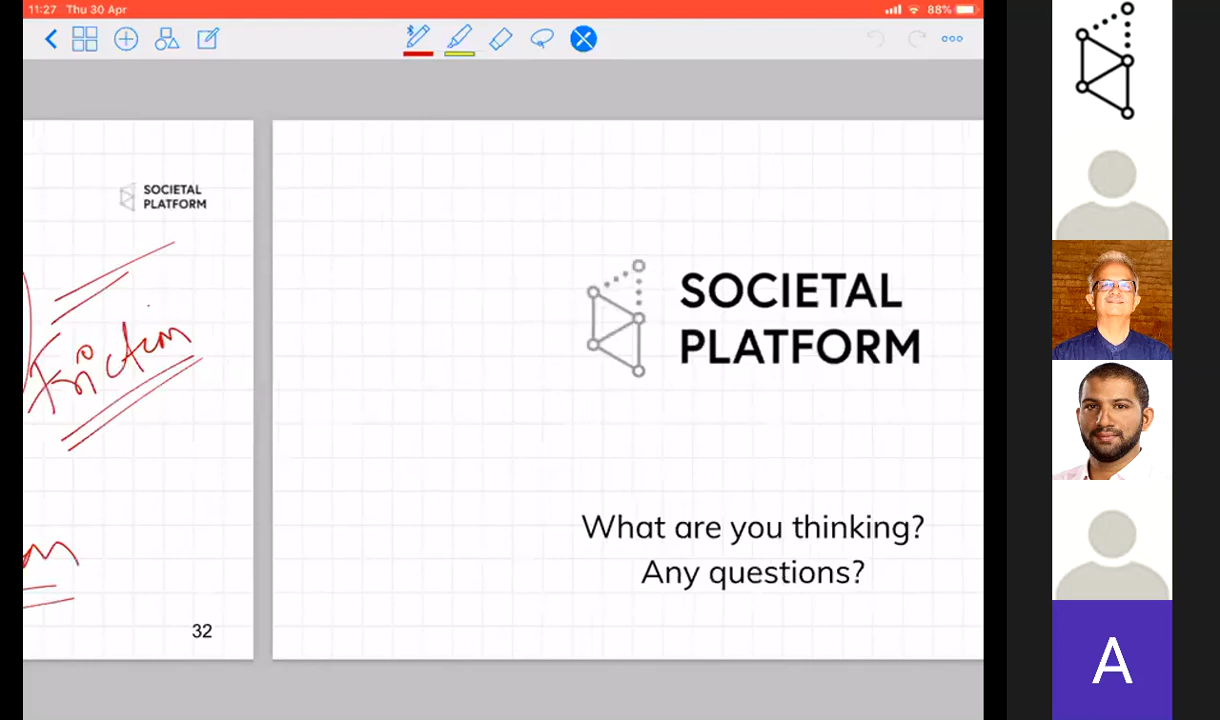 11:27 Thu 30 Apr
88%
SOCIETAL
PLATFORM
Friction
32
SOCIETAL
PLATFORM
What are you thinking?
Any questions?
A